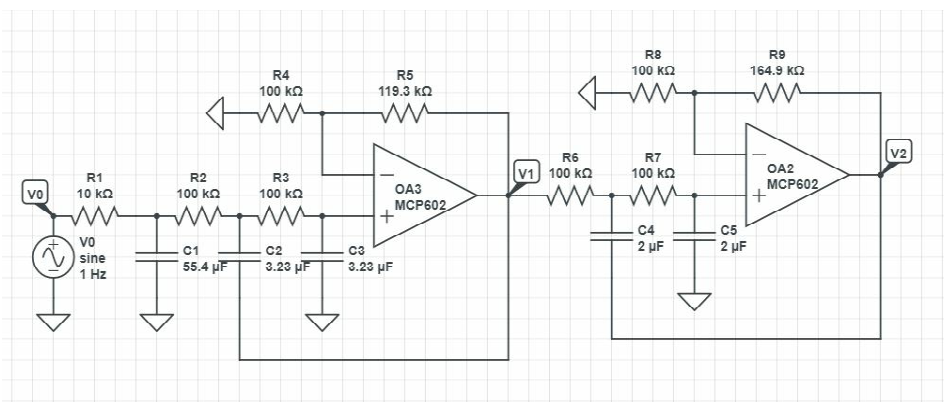 R4
100 kΩ
R5
119.3 kΩ
R8
100 kΩ
R9
164.9 kΩ
V0
R1
10 kΩ
R2
100 kΩ
R3
100 kΩ
−
+
OA3
MCP602
V1
R6
100 kΩ
R7
100 kΩ
−
+
OA2
MCP602
V2
V0
sine
1 Hz
C1
55.4 µF
C2
3.23 µF
C3
3.23 µF
C4
2 µF
C5
2 µF